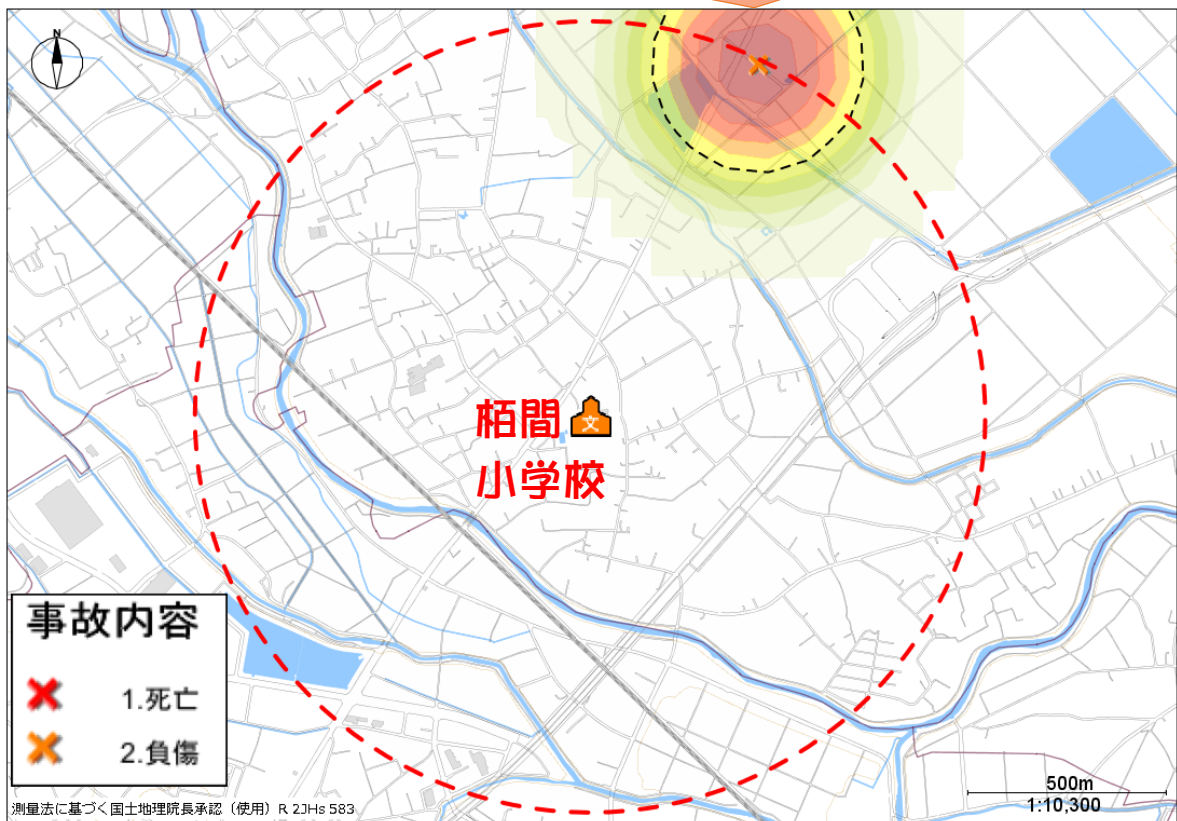 N
栢間
文
小学校
事故内容
1.死亡
2.負傷
500m
1:10,300
測量法に基づく国土地理院長承認（使用）R 2JHs 583